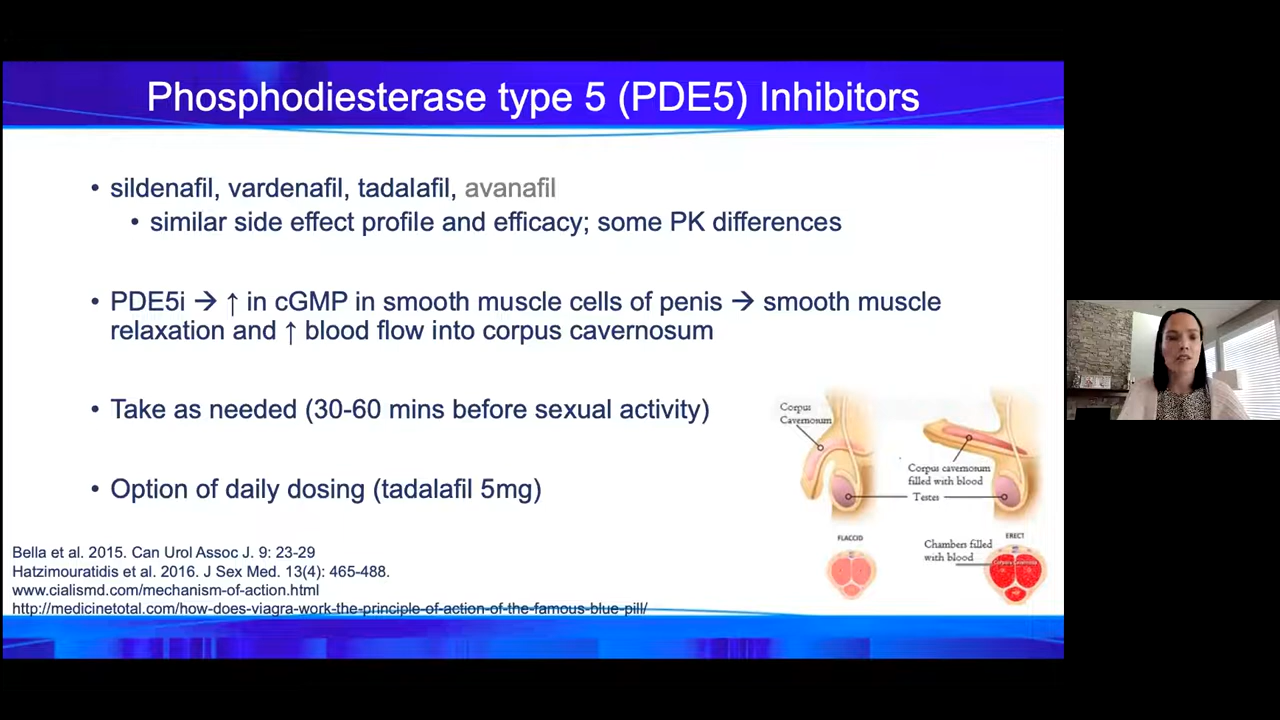 Phosphodiesterase type 5 (PDE5) Inhibitors
• sildenafil, vardenafil, tadalafil, avanafil
• similar side effect profile and efficacy; some PK differences
• PDE5i → ↑ in cGMP in smooth muscle cells of penis → smooth muscle
relaxation and ↑ blood flow into corpus cavernosum
• Take as needed (30-60 mins before sexual activity)
• Option of daily dosing (tadalafil 5mg)
Corpus
Cavernosum
Corpus cavernosum
filled with blood
Testes
FLACCID
ERECT
Chambers filled
with blood
Corpus Cavernosa
Bella et al. 2015. Can Urol Assoc J. 9: 23-29
Hatzimouratidis et al. 2016. J Sex Med. 13(4): 465-488.
www.cialismd.com/mechanism-of-action.html
http://medicinetotal.com/how-does-viagra-work-the-principle-of-action-of-the-famous-blue-pill/